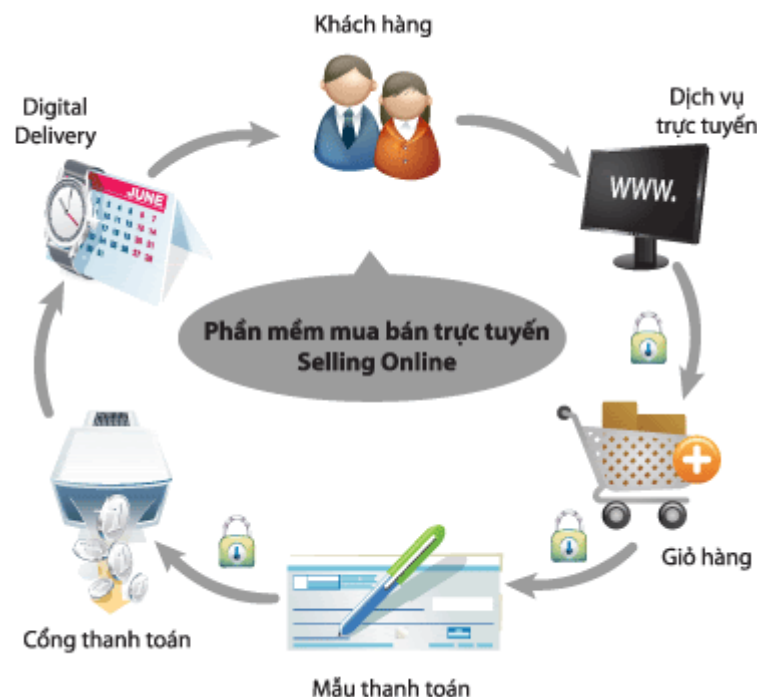 Khách hàng
Digital
Delivery
Dịch vụ
trực tuyến
JUNE
WWW.
Phần mềm mua bán trực tuyến
Selling Online
Giỏ hàng
Cổng thanh toán
Mẫu thanh toán